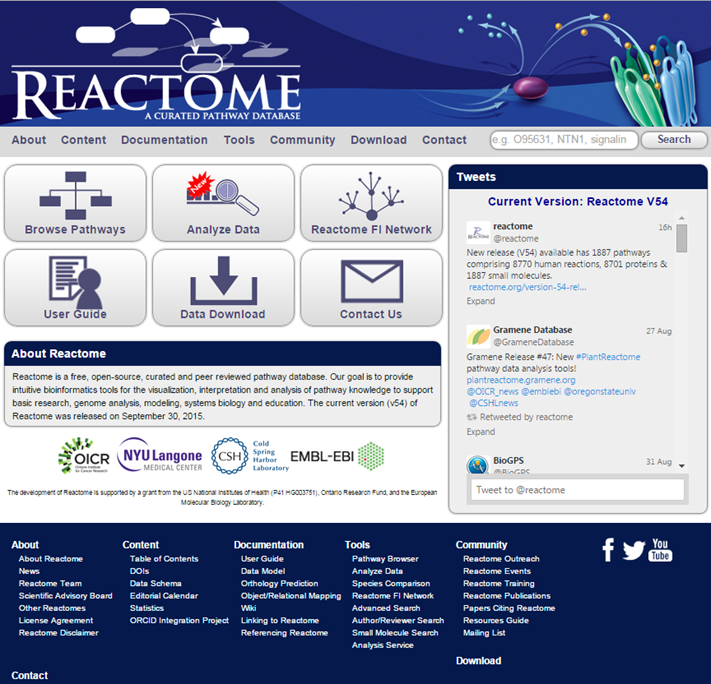 REACTOME
A CURATED PATHWAY DATABASE
About Content Documentation Tools Community Download Contact e.g. O95631, NTN1, signalin Search
Browse Pathways
New
Analyze Data
Reactome FI Network
User Guide
Data Download
Contact Us
About Reactome
Reactome is a free, open-source, curated and peer reviewed pathway database. Our goal is to provide
intuitive bioinformatics tools for the visualization, interpretation and analysis of pathway knowledge to support
basic research, genome analysis, modeling, systems biology and education. The current version (v54) of
Reactome was released on September 30, 2015.
OICR
Ontario Institute
for Cancer Research
NYU Langone
MEDICAL CENTER
CSH
Cold
Spring
Harbor
Laboratory
EMBL-EBI
The development of Reactome is supported by a grant from the US National Institutes of Health (P41 HG003751), Ontario Research Fund, and the European
Molecular Biology Laboratory.
Tweets
Current Version: Reactome V54
REACTOME
reactome 16h
@reactome
New release (V54) available has 1887 pathways
comprising 8770 human reactions, 8701 proteins &
1887 small molecules.
reactome.org/version-54-rel...
Expand
Gramene Database 27 Aug
@GrameneDatabase
Gramene Release #47: New #PlantReactome
pathway data analysis tools!
plantreactome.gramene.org
@OICR_news @emblebi @oregonstateuniv
@CSHLnews
Retweeted by reactome
Expand
BioGPS 31 Aug
@BioGPS
Tweet to @reactome
About
About Reactome
News
Reactome Team
Scientific Advisory Board
Other Reactomes
License Agreement
Reactome Disclaimer
Content
Table of Contents
DOIs
Data Schema
Editorial Calendar
Statistics
ORCID Integration Project
Documentation
User Guide
Data Model
Orthology Prediction
Object/Relational Mapping
Wiki
Linking to Reactome
Referencing Reactome
Tools
Pathway Browser
Analyze Data
Species Comparison
Reactome FI Network
Advanced Search
Author/Reviewer Search
Small Molecule Search
Analysis Service
Community
Reactome Outreach
Reactome Events
Reactome Training
Reactome Publications
Papers Citing Reactome
Resources Guide
Mailing List
Download
You
Tube
Contact